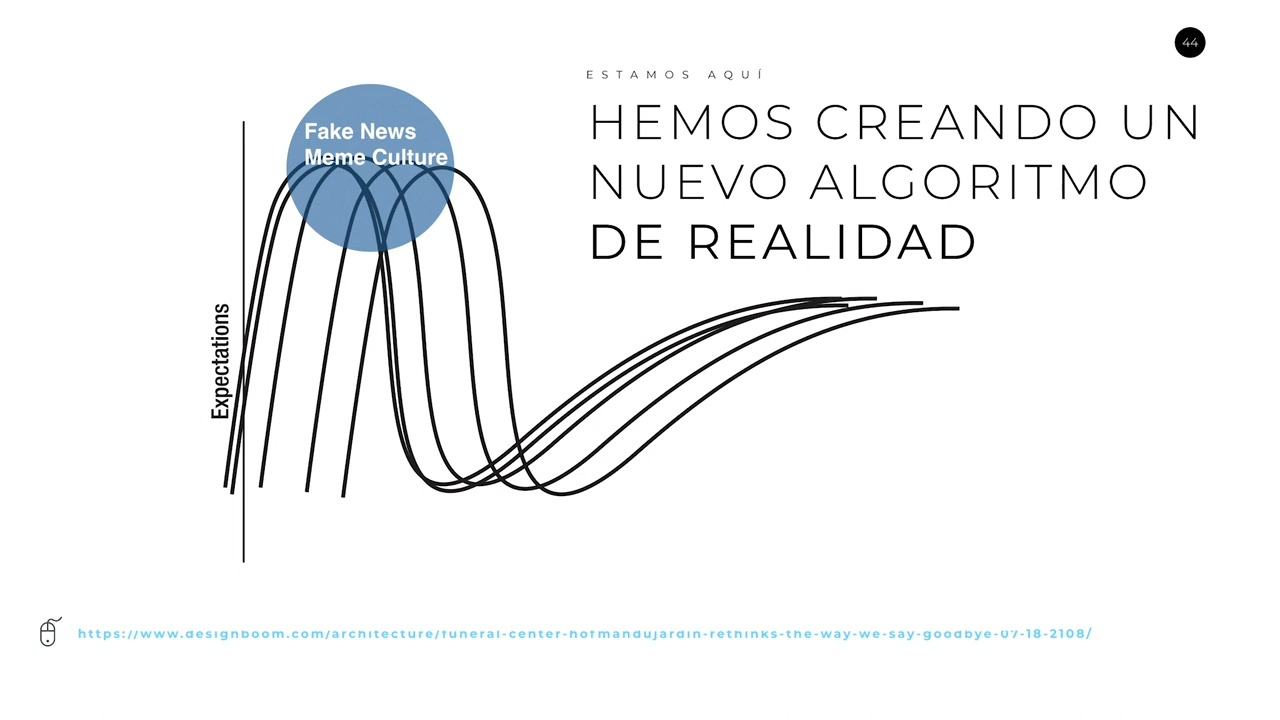 44
ESTAMOS AQUÍ
HEMOS CREANDO UN
NUEVO ALGORITMO
DE REALIDAD
Fake News
Meme Culture
Expectations
https://www.designboom.com/architecture/funeral-center-hofmandujardin-rethinks-the-way-we-say-goodbye-07-18-2108/